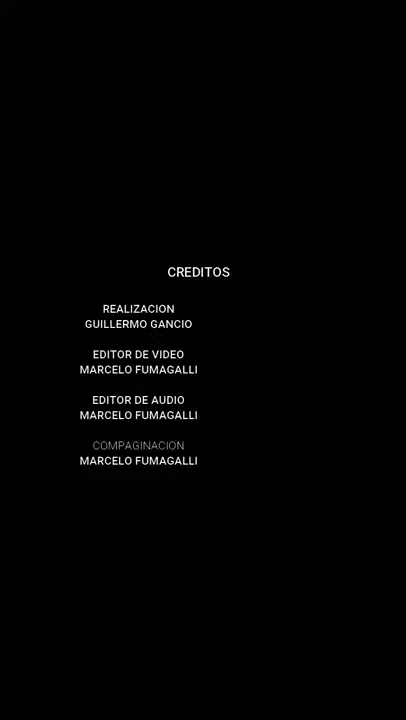 CREDITOS
REALIZACION
GUILLERMO GANCIO
EDITOR DE VIDEO
MARCELO FUMAGALLI
EDITOR DE AUDIO
MARCELO FUMAGALLI
COMPAGINACION
MARCELO FUMAGALLI